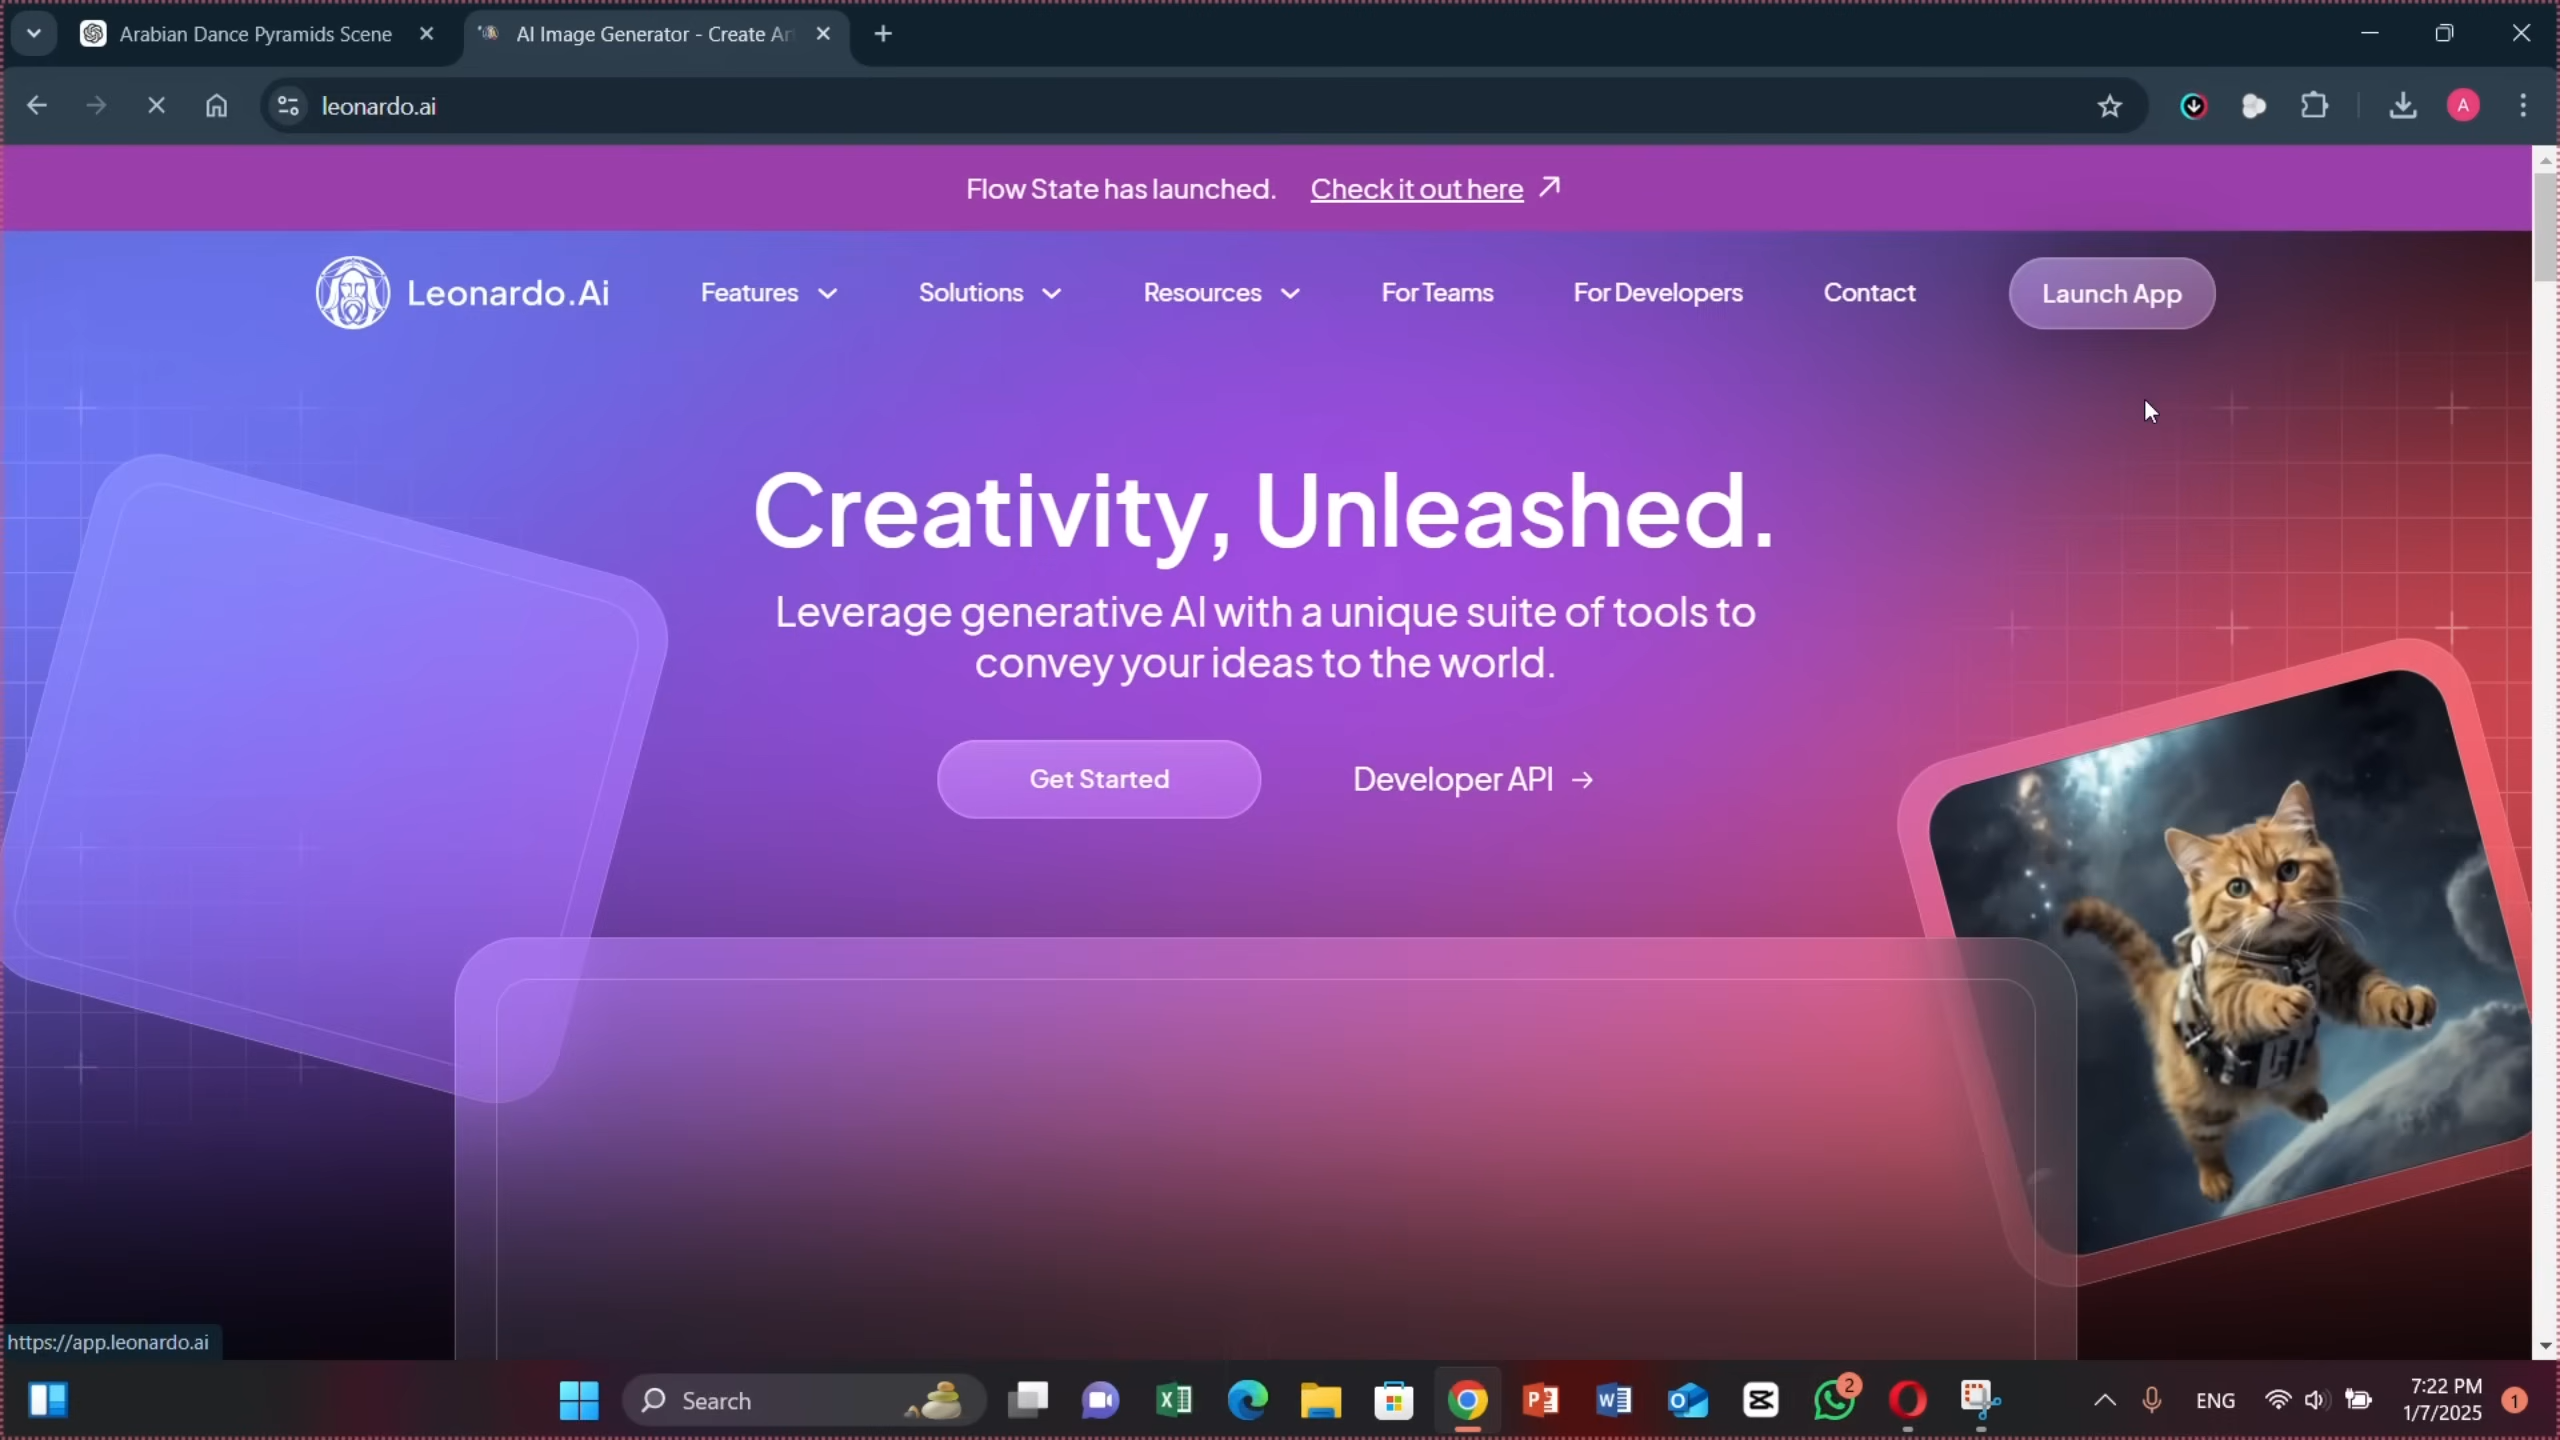 Arabian Dance Pyramids Scene
AI Image Generator - Create Ar
leonardo.ai
A
Flow State has launched. Check it out here
Leonardo.Ai
Features
Solutions
Resources
For Teams
For Developers
Contact
Launch App
Creativity, Unleashed.
Leverage generative AI with a unique suite of tools to
convey your ideas to the world.
Get Started
Developer API
https://app.leonardo.ai
Search
2
ENG
7:22 PM
1/7/2025
1